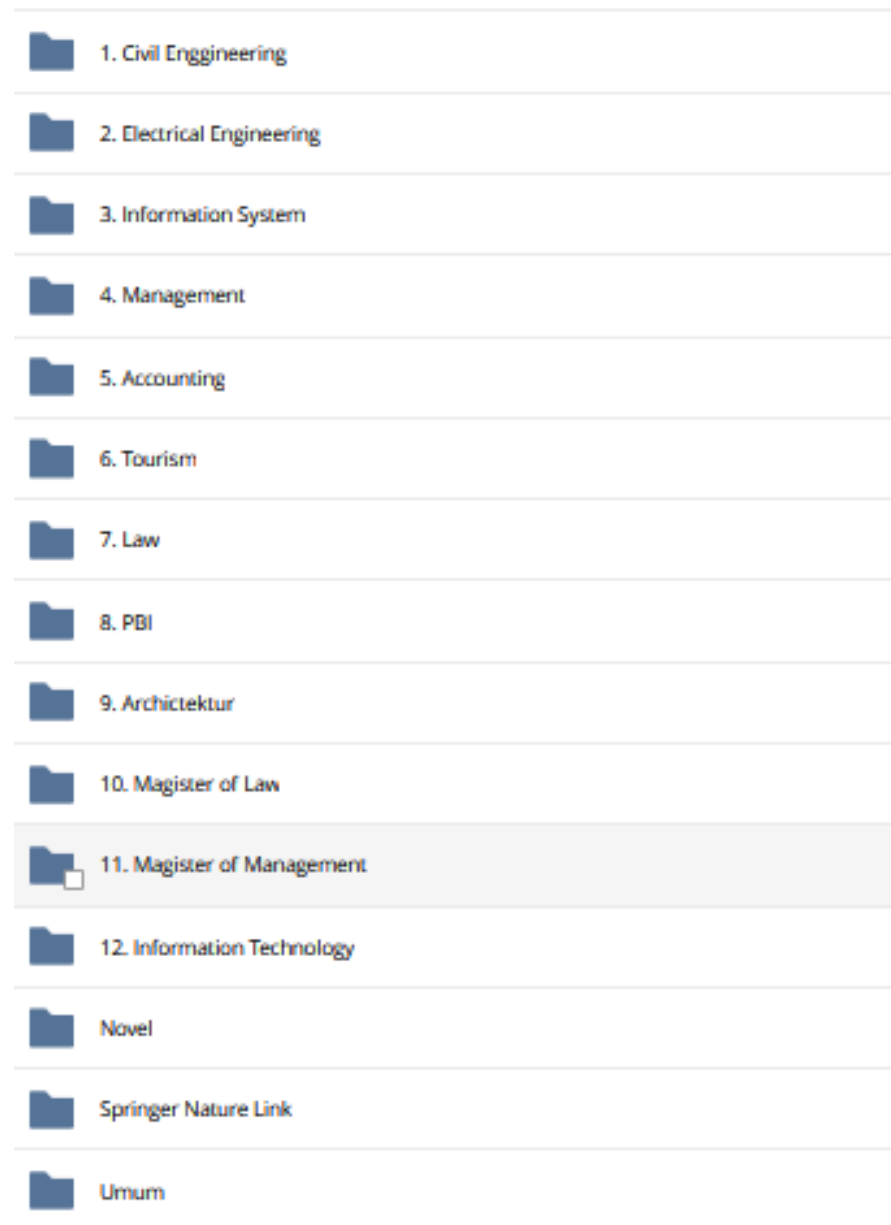 1. Civil Enggineering
2. Electrical Engineering
3. Information System
4. Management
5. Accounting
6. Tourism
7. Law
8. PBI
9. Archictektur
10. Magister of Law
11. Magister of Management
12. Information Technology
Novel
Springer Nature Link
Umum